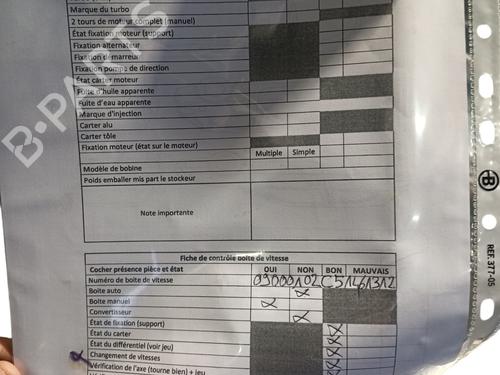 Marque du turbo
2 tours de moteur complet (manuel)
État fixation moteur (support)
Fixation alternateur
Fixation démarreur
Fixation pompe de direction
État carter moteur
Fuite d'huile apparente
Fuite d'eau apparente
Marque d'injection
Carter alu
Carter tôle
Fixation moteur (état sur le moteur) Multiple Simple
Modèle de bobine
Poids emballer mis part le stockeur
Note importante
Fiche de contrôle boite de vitesse
Cocher présence pièce et état OUI NON BON MAUVAIS
Numéro de boite de vitesse
Boite auto X
Boite manuel X
Convertisseur X
État de fixation (support) X
État du carter X
État du différentiel (voir jeu) X
Changement de vitesses X
Vérification de l'axe (tourne bien) + jeu X
B-PARTS
B
REF. 377-05